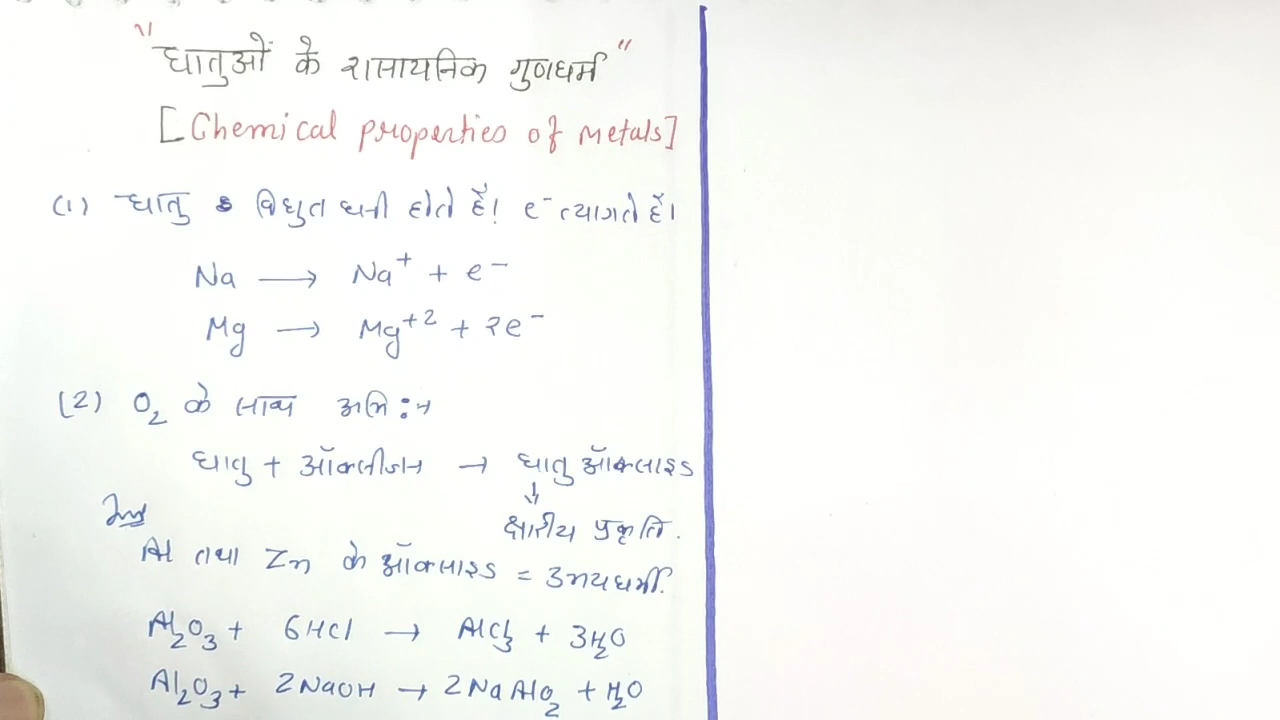 "धातुओं के रासायनिक गुणधर्म"
[Chemical properties of metals]
(1) धातु विद्युत धनी होते हैं। e⁻ त्यागते हैं।
Na → Na⁺ + e⁻
Mg → Mg⁺² + 2e⁻
(2) O₂ के साथ अभि:न
धातु + ऑक्सीजन → धातु ऑक्साइड
↓
क्षारीय प्रकृति.
Al तथा Zn के ऑक्साइड = उभयधर्मी.
Al₂O₃ + 6HCl → AlCl₃ + 3H₂O
Al₂O₃ + 2NaOH → 2NaAlO₂ + H₂O